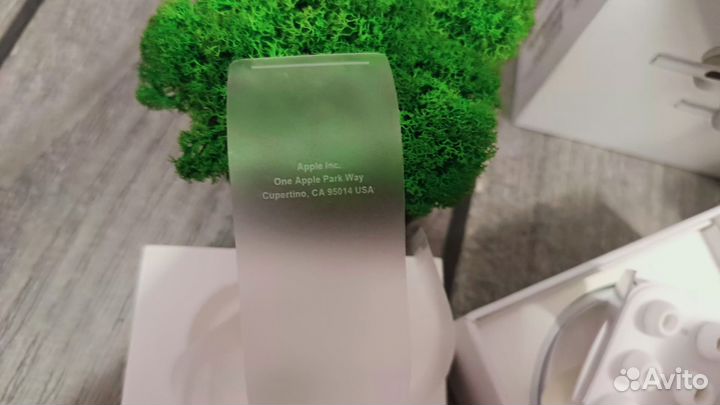 Apple Inc.
One Apple Park Way
Cupertino, CA 95014 USA
Avito